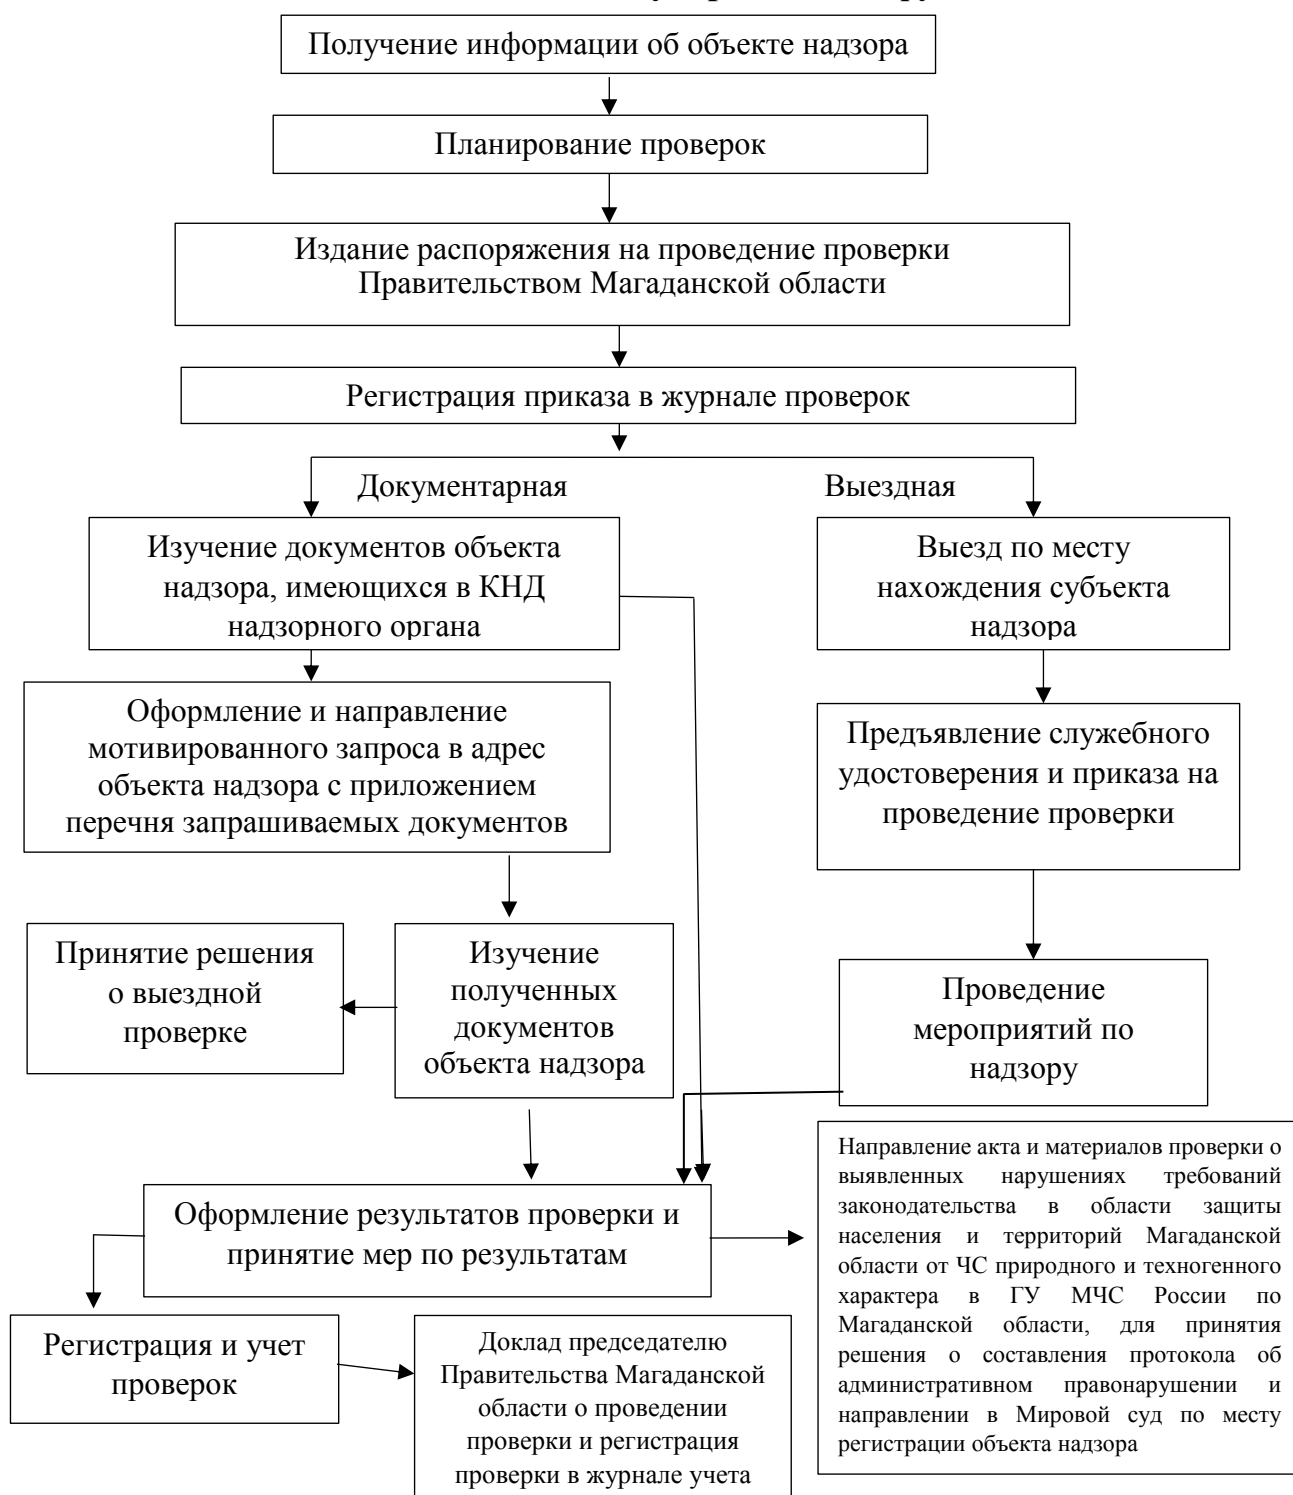 Получение информации об объекте надзора
Планирование проверок
Издание распоряжения на проведение проверки
Правительством Магаданской области
Регистрация приказа в журнале проверок
Документарная
Выездная
Изучение документов объекта
надзора, имеющихся в КНД
надзорного органа
Выезд по месту
нахождения субъекта
надзора
Оформление и направление
мотивированного запроса в адрес
объекта надзора с приложением
перечня запрашиваемых документов
Предъявление служебного
удостоверения и приказа на
проведение проверки
Принятие решения
о выездной
проверке
Изучение
полученных
документов
объекта надзора
Проведение
мероприятий по
надзору
Оформление результатов проверки и
принятие мер по результатам
Направление акта и материалов проверки о
выявленных нарушениях требований
законодательства в области защиты
населения и территорий Магаданской
области от ЧС природного и техногенного
характера в ГУ МЧС России по
Магаданской области, для принятия
решения о составления протокола об
административном правонарушении и
направлении в Мировой суд по месту
регистрации объекта надзора
Регистрация и учет
проверок
Доклад председателю
Правительства Магаданской
области о проведении
проверки и регистрация
проверки в журнале учета